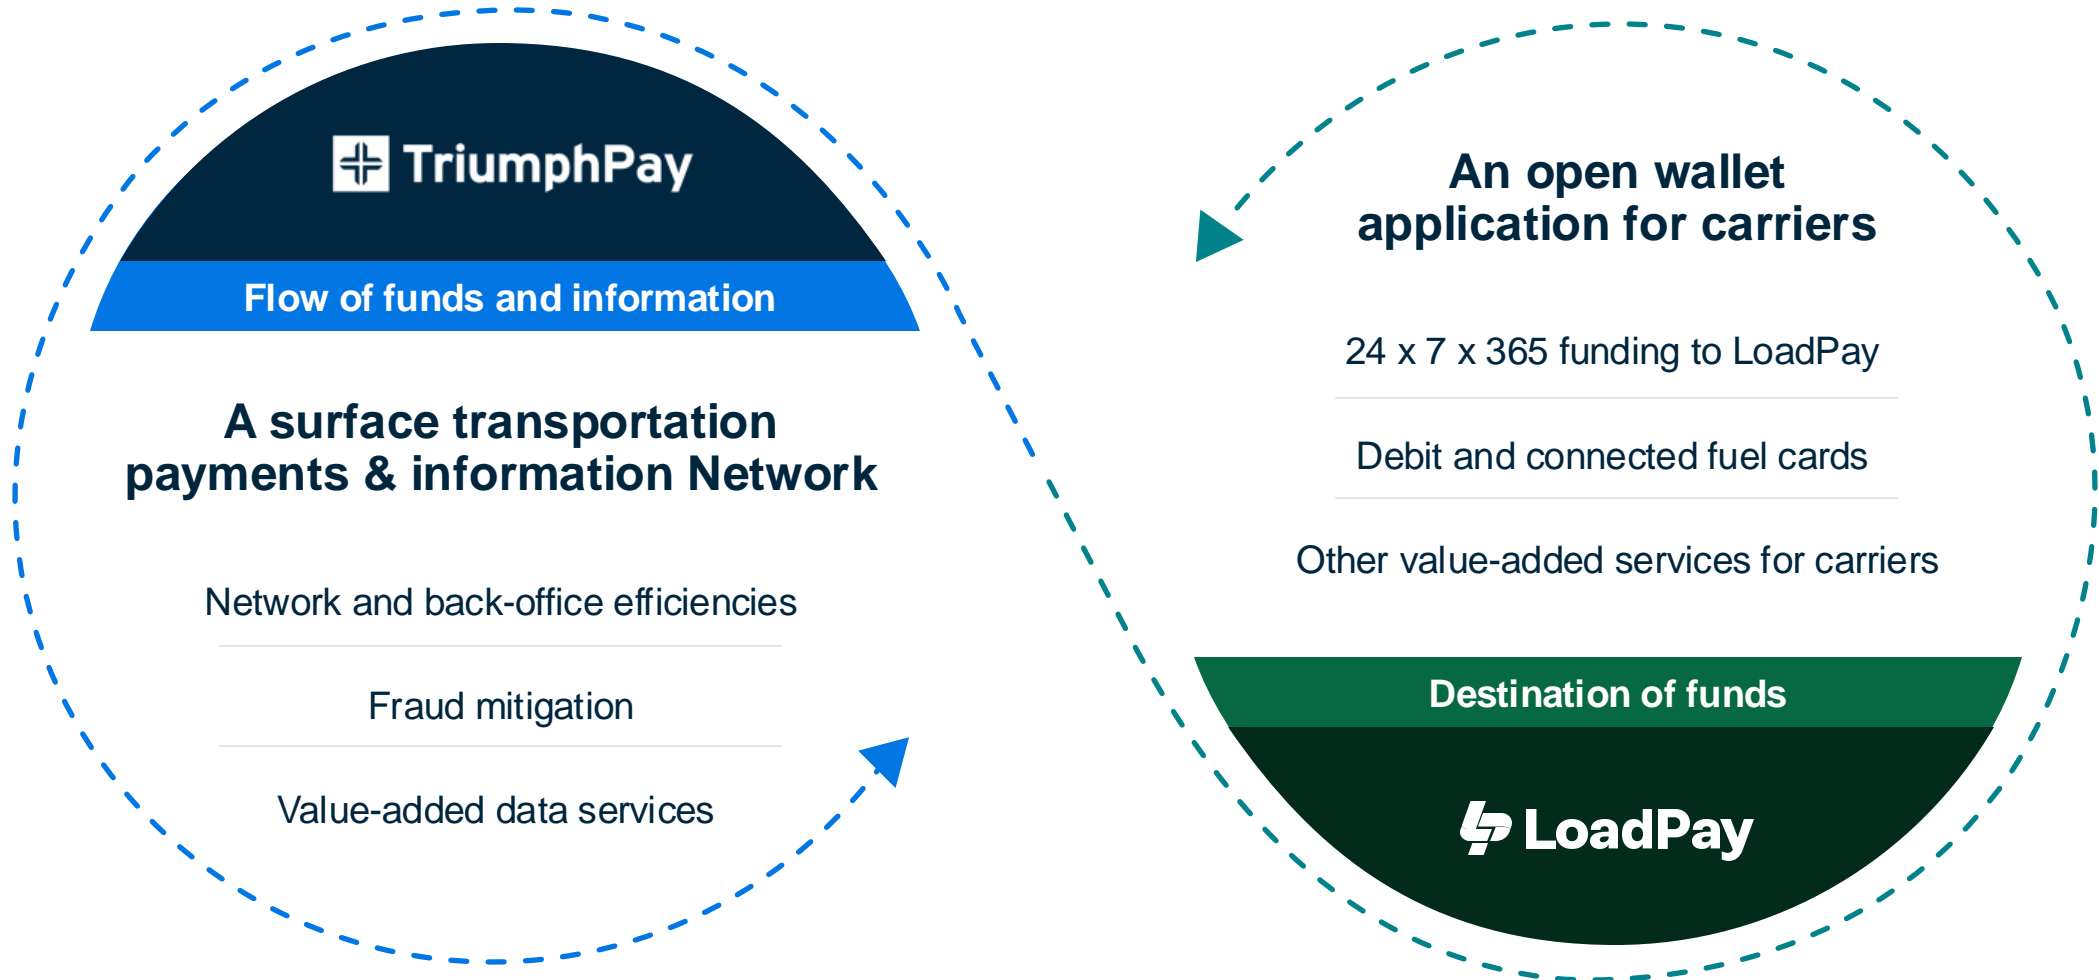 TriumphPay
Flow of funds and information
A surface transportation
payments & information Network
Network and back-office efficiencies
Fraud mitigation
Value-added data services
An open wallet
application for carriers
24 x 7 x 365 funding to LoadPay
Debit and connected fuel cards
Other value-added services for carriers
Destination of funds
LoadPay